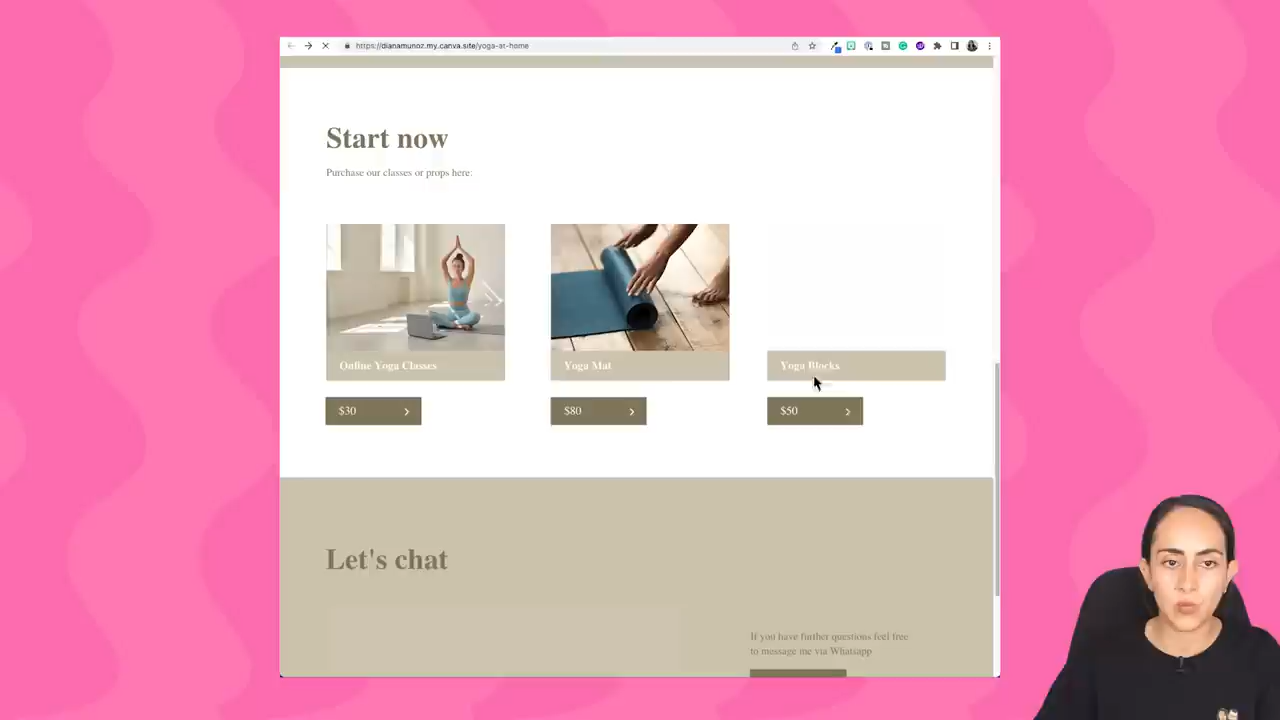 https://dianamunoz.my.canva.site/yoga-at-home
Start now
Purchase our classes or props here:
Online Yoga Classes
Yoga Mat
Yoga Blocks
$30
$80
$50
Let's chat
If you have further questions feel free
to message me via Whatsapp